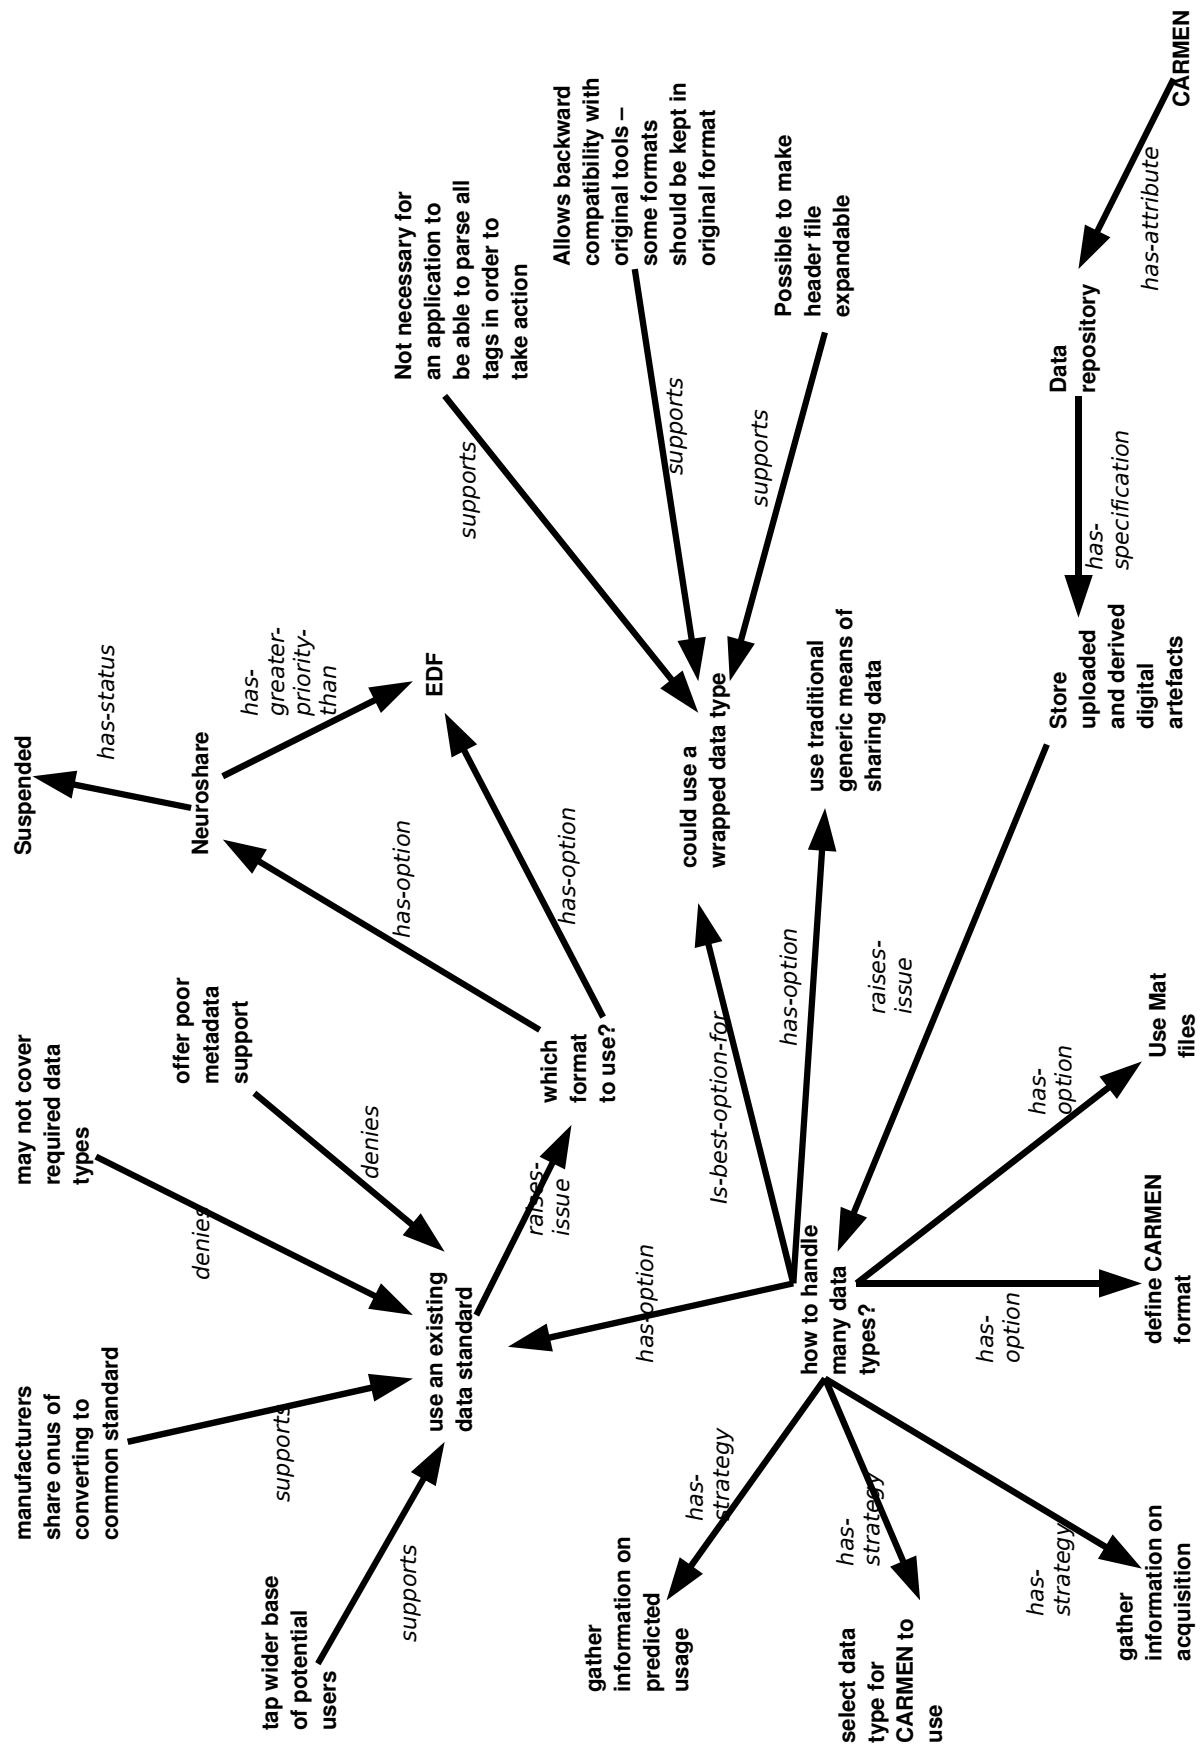 manufacturers
share onus of
converting to
common standard
may not cover
required data
types
Suspended
has-status
offer poor
metadata
support
Neuroshare
has-
greater-
priority-
than
denies
supports
denies
has-option
EDF
tap wider base
of potential
users
supports
use an existing
data standard
raises-
issue
which
format
to use?
has-option
supports
Not necessary for
an application to
be able to parse all
tags in order to
take action
Allows backward
compatibility with
original tools –
some formats
should be kept in
original format
gather
information on
predicted
usage
has-option
could use a
wrapped data type
supports
has-
strategy
Is-best-option-for
supports
Possible to make
header file
expandable
has-option
use traditional
generic means of
sharing data
how to handle
many data
types?
raises-
issue
select data
type for
CARMEN to
use
has-
strategy
has-
option
has-
option
Store
uploaded
and derived
digital
artefacts
has-
specification
Data
repository
has-attribute
CARMEN
has-
strategy
gather
information on
acquisition
define CARMEN
format
Use Mat
files